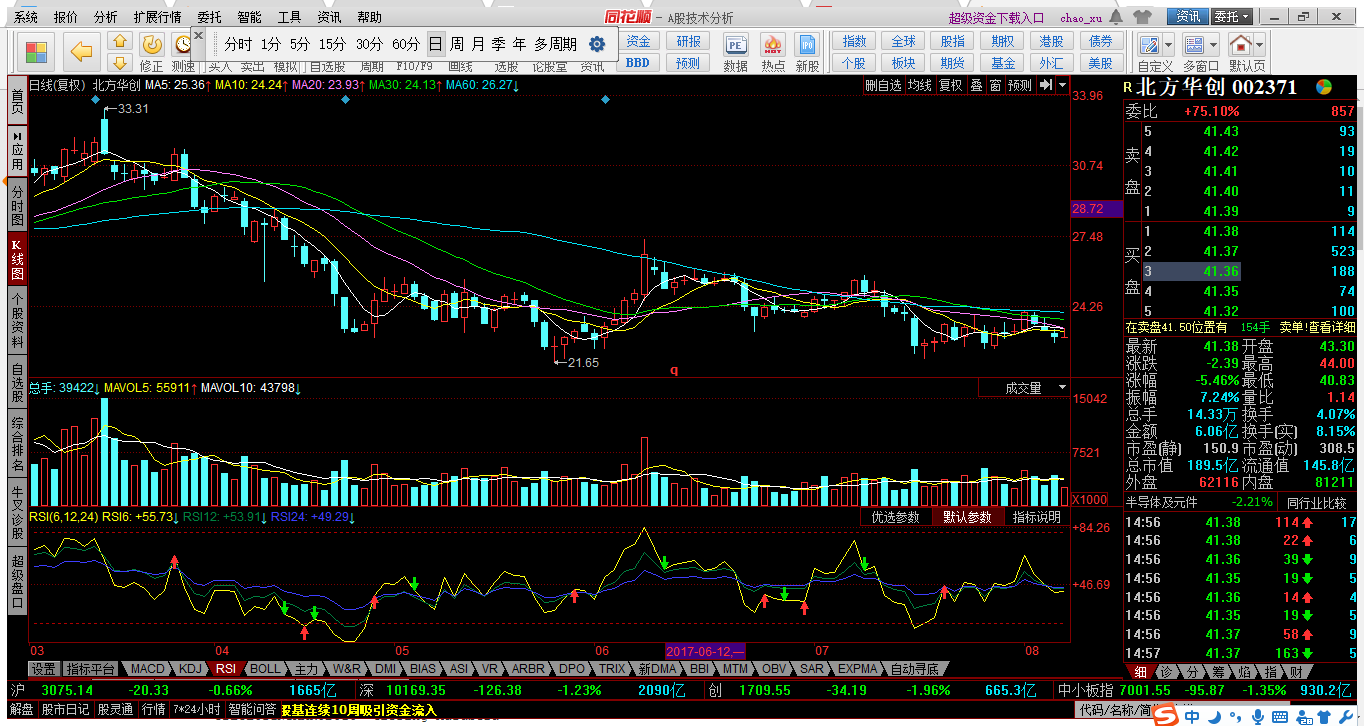 系统 报价 分析 扩展行情 委托 智能 工具 资讯 帮助 同花顺 - A股技术分析 超级资金下载入口 chao_xu 资讯 委托
修正 测速 分时 1分 5分 15分 30分 60分 日 周 月 季 年 多周期 资金 研报 PE HOT IPO 指数 全球 股指 期权 港股 债券
买入 卖出 模拟 自选股 周期 F10/F9 画线 选股 论股堂 资讯 BBD 预测 数据 热点 新股 个股 板块 期货 基金 外汇 美股 自定义 多窗口 默认页
首页
应用
分时图
K线图
个股资料
自选股
综合排名
牛叉诊股
超级盘口
日线(复权) 北方华创 MA5: 25.36↑ MA10: 24.24↑ MA20: 23.93↑ MA30: 24.13↑ MA60: 26.27↓ 删自选 均线 复权 叠 窗 预测
33.31
33.96
30.74
28.72
27.48
24.26
21.65
q
总手: 39422↓ MAVOL5: 55911↑ MAVOL10: 43798↓ 成交量
15042
7521
X1000
RSI(6,12,24) RSI6: +55.73↓ RSI12: +53.91↓ RSI24: +49.29↓ 优选参数 默认参数 指标说明
+84.26
+46.69
03 04 05 06 2017-06-12,一 07 08
设置 指标平台 MACD KDJ RSI BOLL 主力 W&R DMI BIAS ASI VR ARBR DPO TRIX 新DMA BBI MTM OBV SAR EXPMA 自动寻底
R 北方华创 002371
委比 +75.10% 857
卖盘
5 41.43 93
4 41.42 19
3 41.41 10
2 41.40 11
1 41.39 9
买盘
1 41.38 114
2 41.37 523
3 41.36 188
4 41.35 74
5 41.32 100
在卖盘41.50位置有 154手 卖单!查看详细
最新 41.38 开盘 43.30
涨跌 -2.39 最高 44.00
涨幅 -5.46% 最低 40.83
振幅 7.24% 量比 1.14
总手 14.33万 换手 4.07%
金额 6.06亿 换手(实) 8.15%
市盈(静) 150.9 市盈(动) 308.5
总市值 189.5亿 流通值 145.8亿
外盘 62116 内盘 81211
半导体及元件 -2.21% 同行业比较
14:56 41.38 114 17
14:56 41.38 22 6
14:56 41.36 39 9
14:56 41.35 19 5
14:56 41.36 14 4
14:56 41.35 19 5
14:56 41.37 58 9
14:57 41.37 163 5
细 诊 分 筹 焰 指 财
沪 3075.14 -20.33 -0.66% 1665亿 深 10169.35 -126.38 -1.23% 2090亿 创 1709.55 -34.19 -1.96% 665.3亿 中小板指 7001.55 -95.87 -1.35% 930.2亿
解盘 股市日记 股灵通 行情 7*24小时 智能问答 基连续10周吸引资金流入 代码/名称/简 中